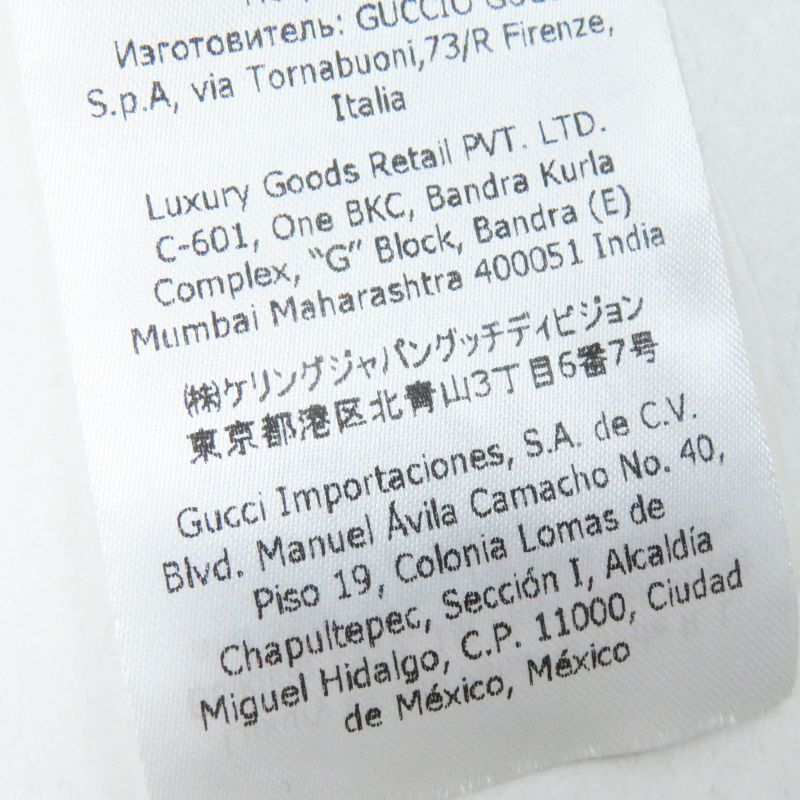 Изготовитель: GUCCIO
S.p.A, via Tornabuoni,73/R Firenze,
Italia
Luxury Goods Retail PVT. LTD.
C-601, One BKC, Bandra Kurla
Complex, “G” Block, Bandra (E)
Mumbai Maharashtra 400051 India
㈱ケリングジャパングッチディビジョン
東京都港区北青山3丁目6番7号
Gucci Importaciones, S.A. de C.V.
Blvd. Manuel Ávila Camacho No. 40,
Piso 19, Colonia Lomas de
Chapultepec, Sección I, Alcaldía
Miguel Hidalgo, C.P. 11000, Ciudad
de México, México